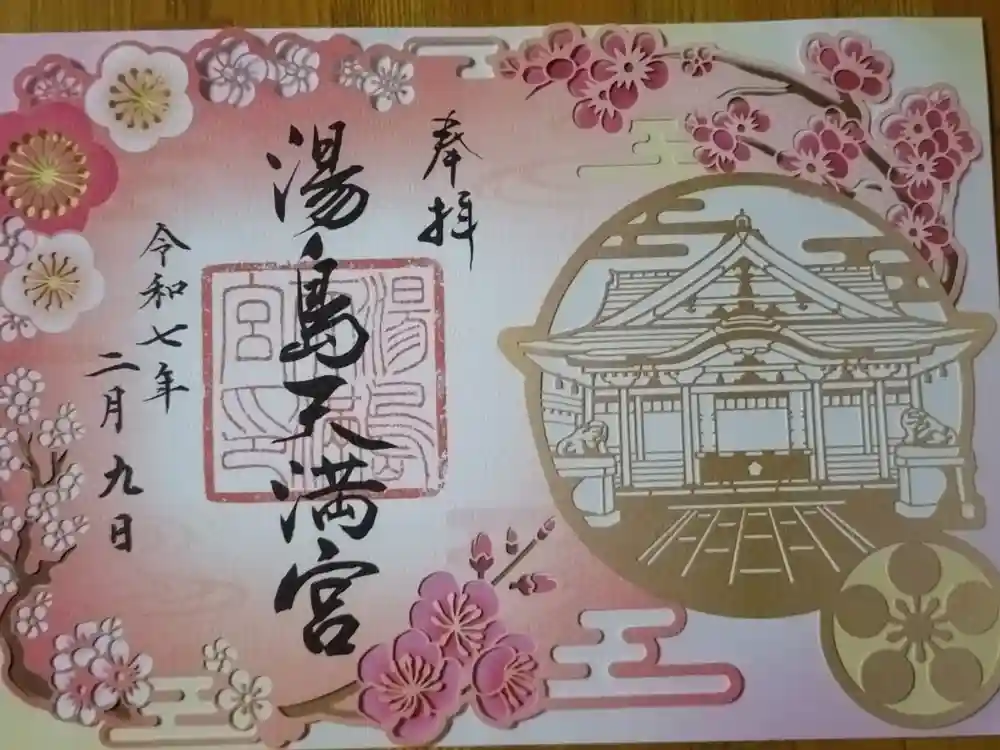 奉拝
湯島天満宮
令和七年
二月九日